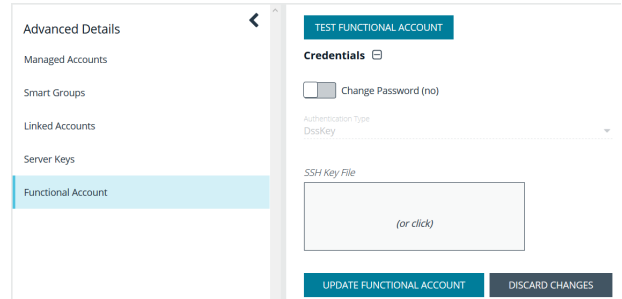 Advanced Details
Managed Accounts
Smart Groups
Linked Accounts
Server Keys
Functional Account
TEST FUNCTIONAL ACCOUNT
Credentials
Change Password (no)
Authentication Type
DssKey
SSH Key File
(or click)
UPDATE FUNCTIONAL ACCOUNT
DISCARD CHANGES